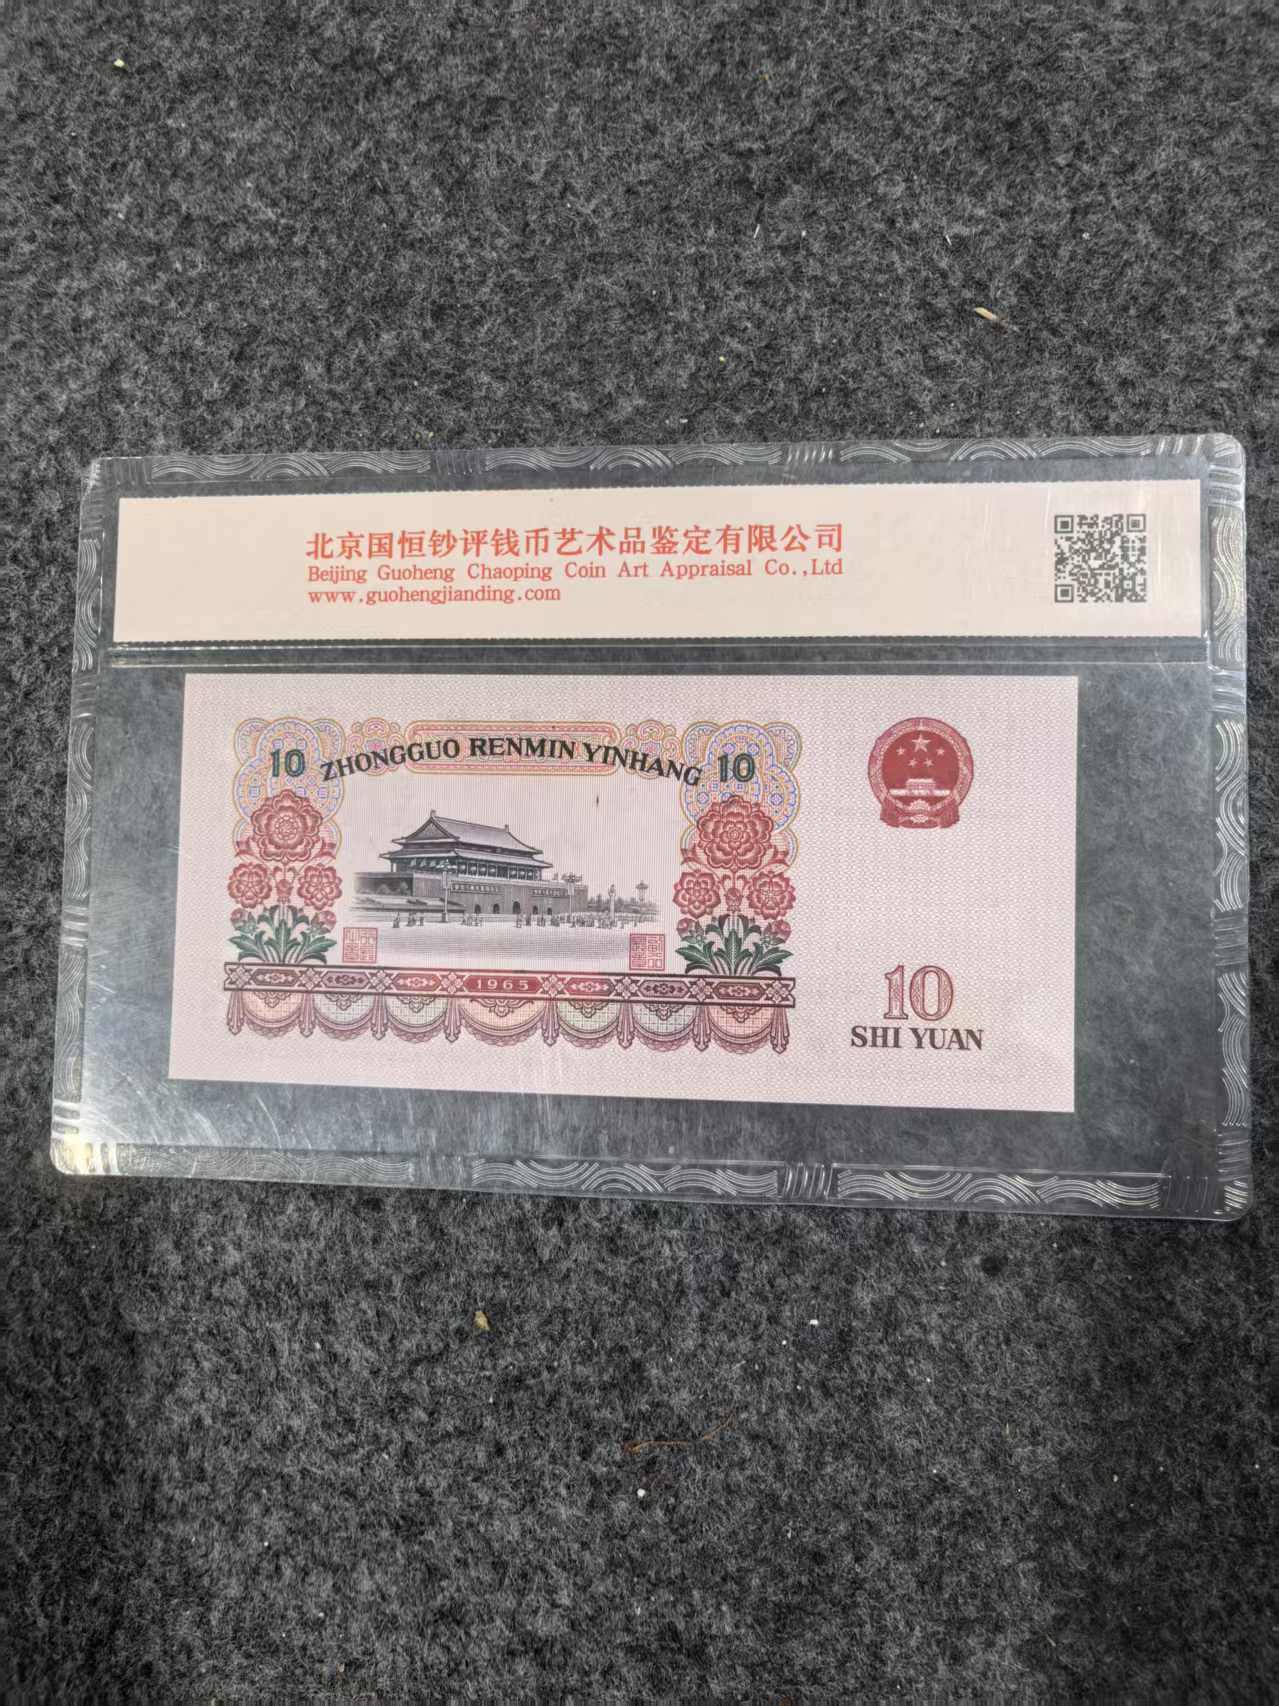 北京国恒钞评钱币艺术品鉴定有限公司
Beijing Guoheng Chaoping Coin Art Appraisal Co.,Ltd
www.guohengjianding.com
10 ZHONGGUO RENMIN YINHANG 10
1965
10
SHI YUAN